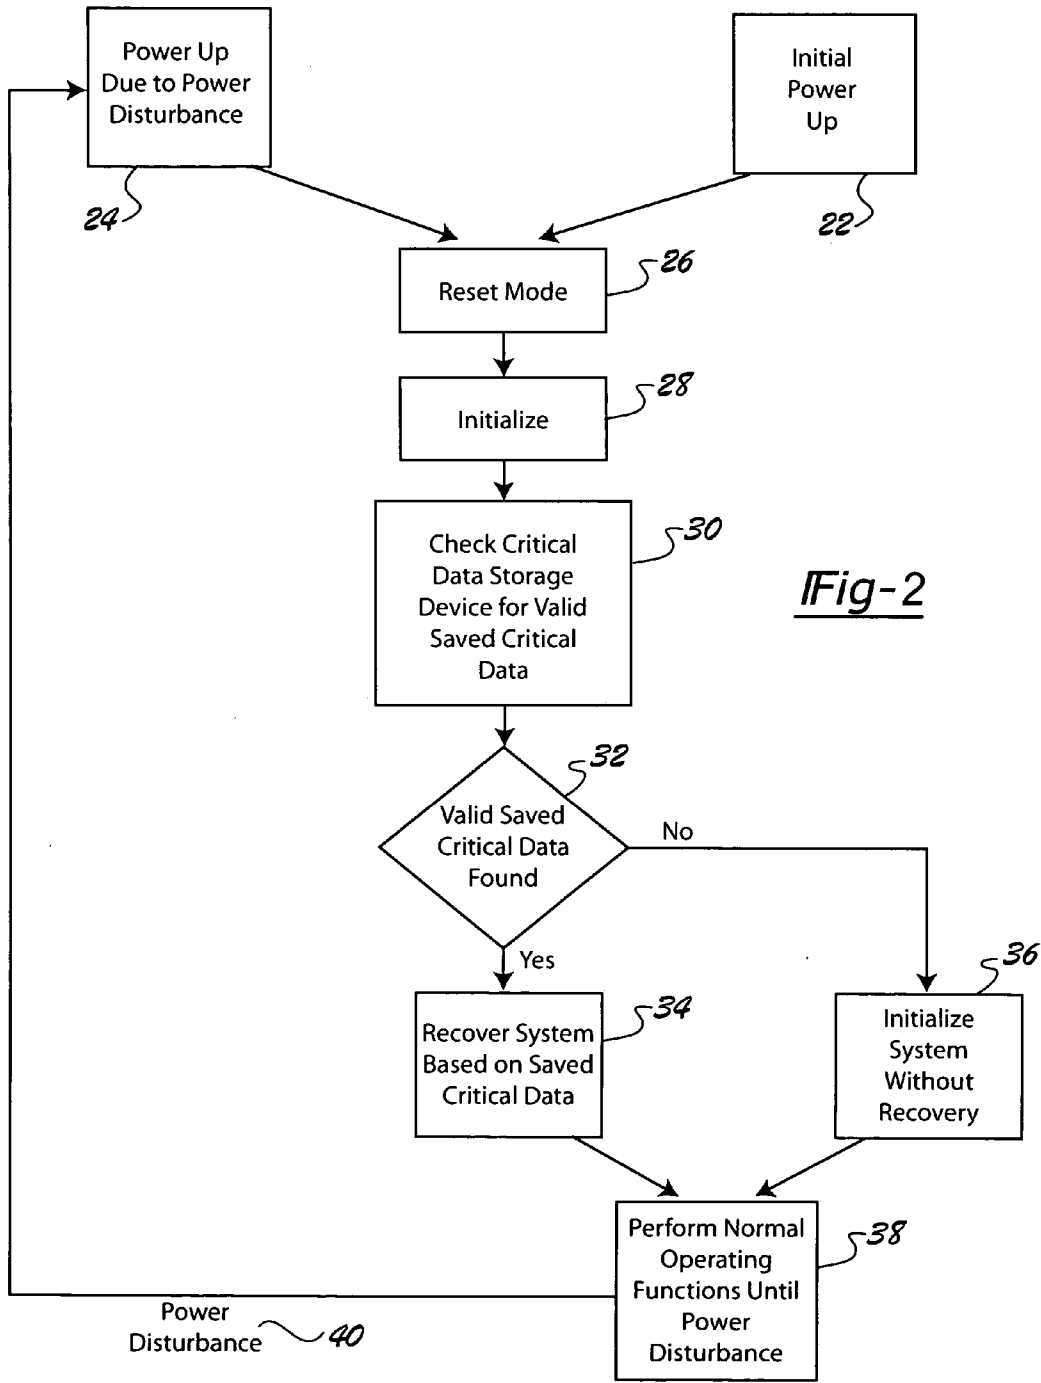 Power Up
Due to Power
Disturbance
24
Initial
Power
Up
22
Reset Mode
26
Initialize
28
Check Critical
Data Storage
Device for Valid
Saved Critical
Data
30
Fig-2
Valid Saved
Critical Data
Found
32
No
Yes
Recover System
Based on Saved
Critical Data
34
Initialize
System
Without
Recovery
36
Perform Normal
Operating
Functions Until
Power
Disturbance
38
Power
Disturbance
40